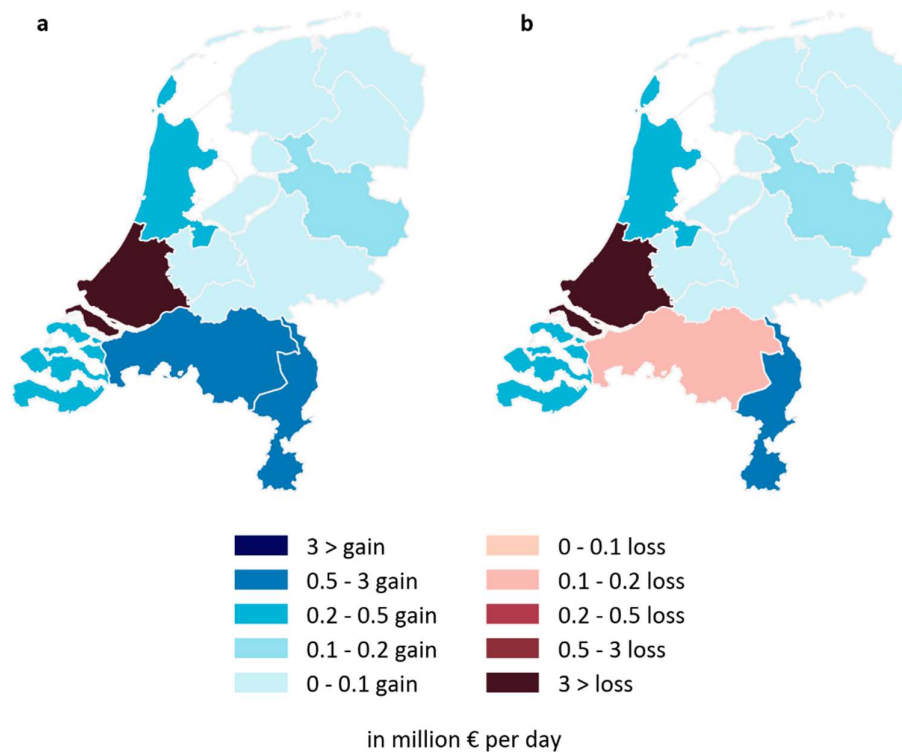 a
b
3 > gain
0 - 0.1 loss
0.5 - 3 gain
0.1 - 0.2 loss
0.2 - 0.5 gain
0.2 - 0.5 loss
0.1 - 0.2 gain
0.5 - 3 loss
0 - 0.1 gain
3 > loss
in million € per day